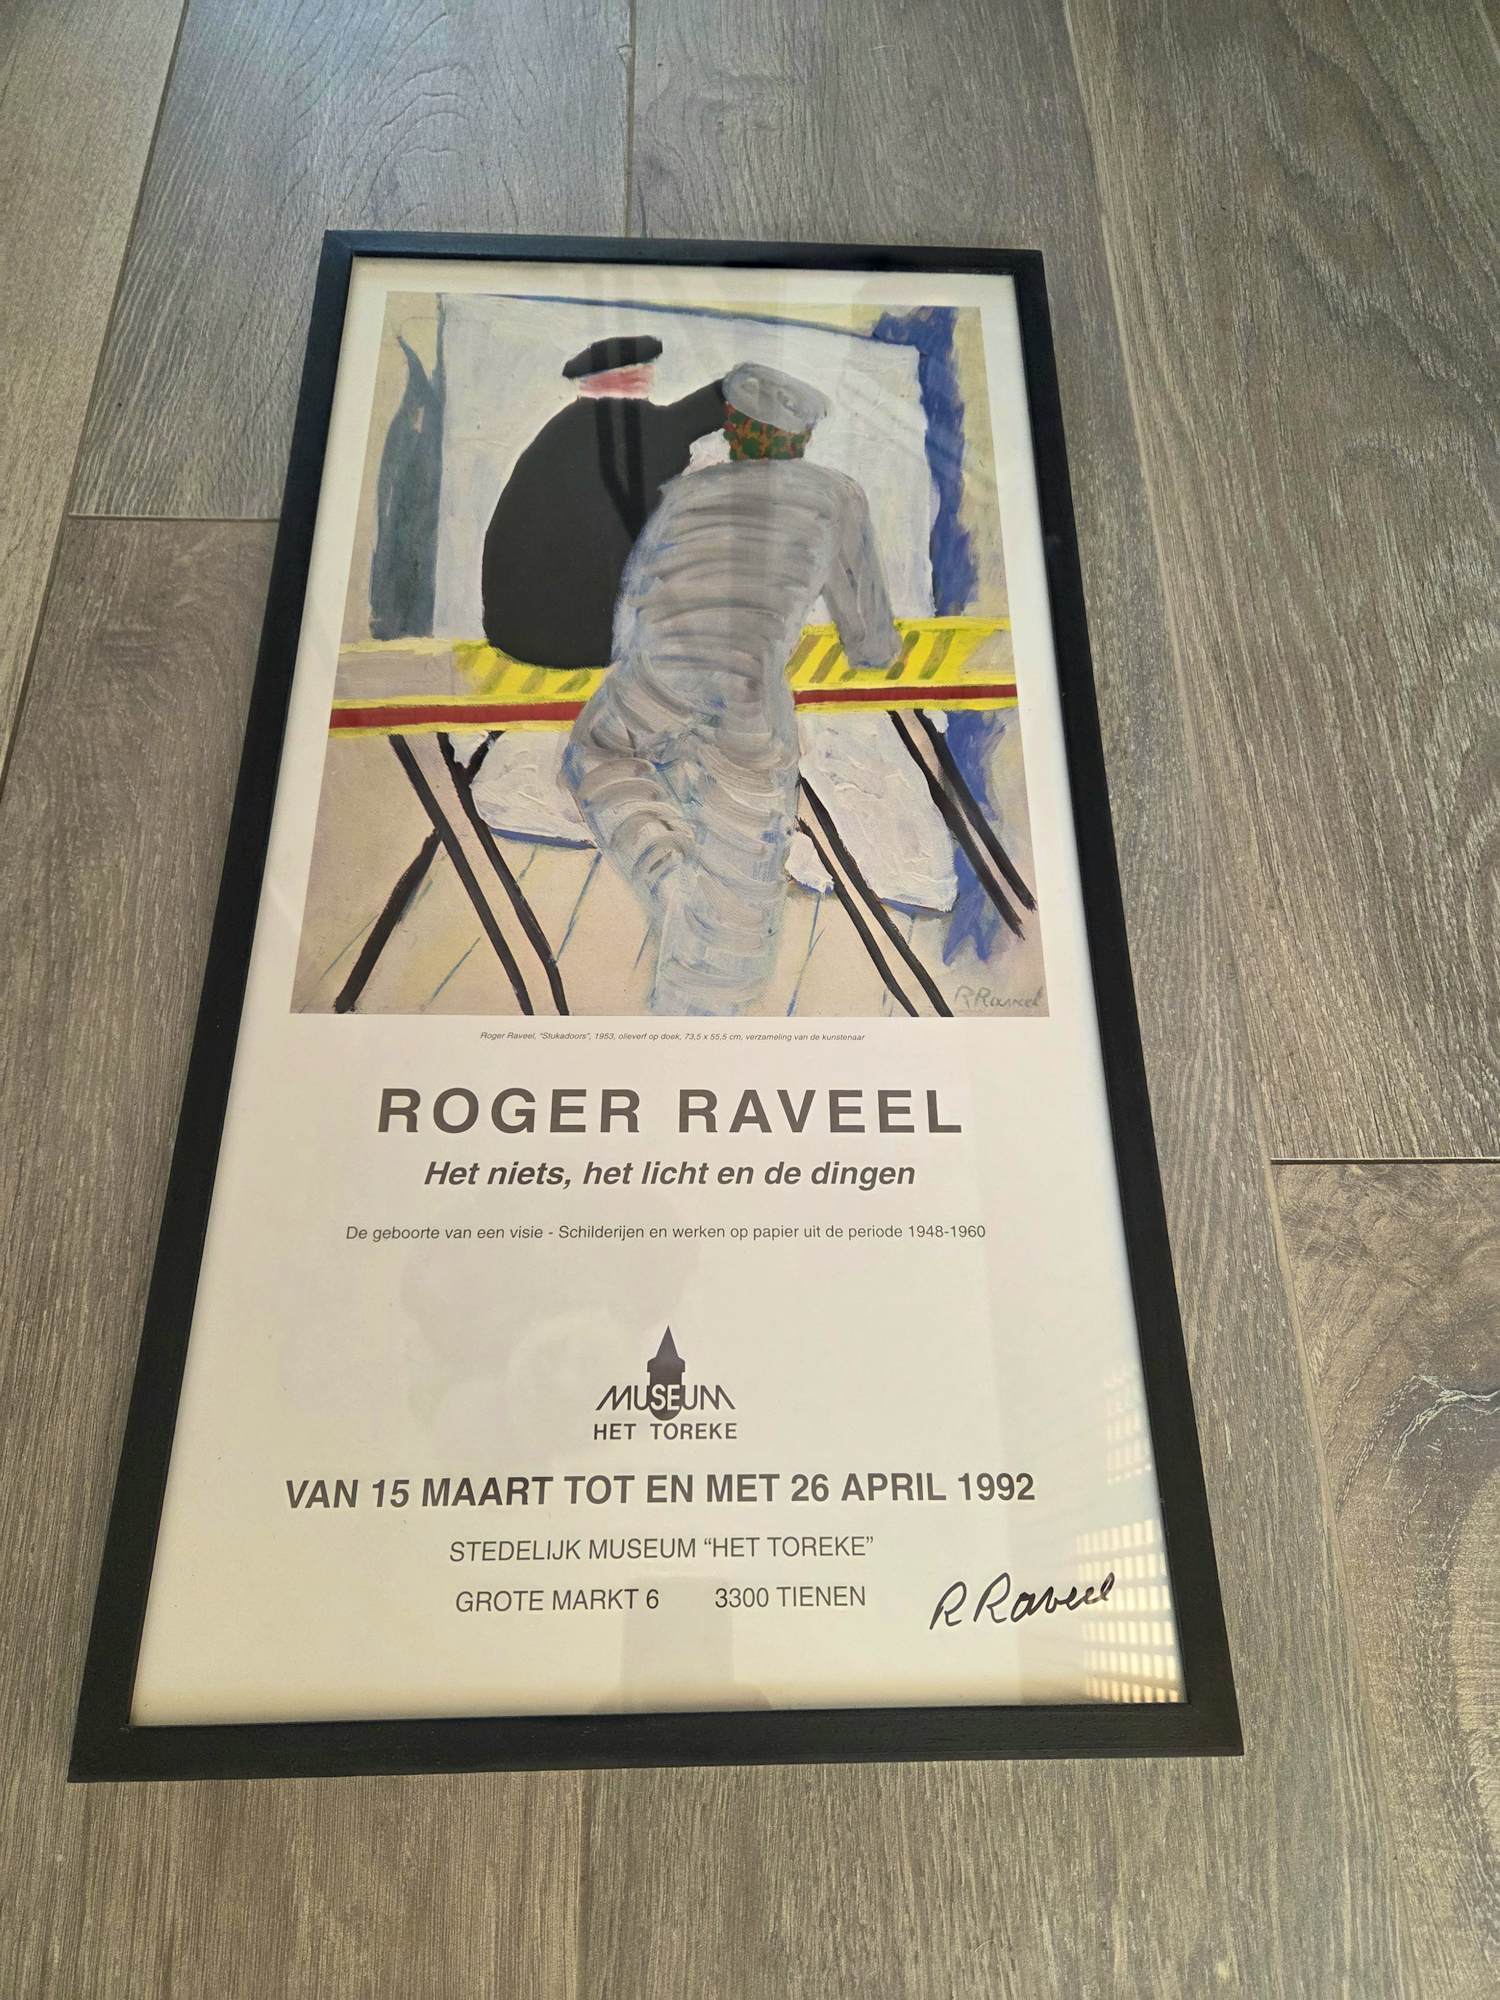 R Raveel
Roger Raveel, "Stukadoors", 1953, olieverf op doek, 73,5 x 55,5 cm, verzameling van de kunstenaar
ROGER RAVEEL
Het niets, het licht en de dingen
De geboorte van een visie - Schilderijen en werken op papier uit de periode 1948-1960
MUSEUM
HET TOREKE
VAN 15 MAART TOT EN MET 26 APRIL 1992
STEDELIJK MUSEUM “HET TOREKE”
GROTE MARKT 6 3300 TIENEN
R Raveel